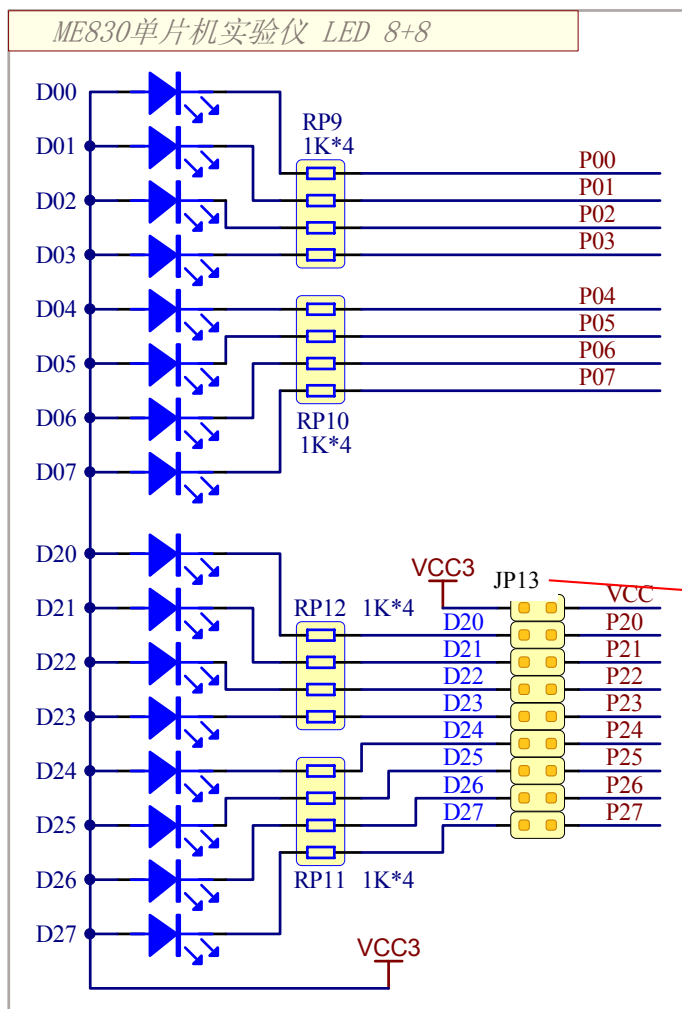 ME830单片机实验仪 LED 8+8
D00
RP9
D01
1K*4
P00
P01
D02
P02
P03
D03
D04
P04
P05
D05
P06
P07
D06
RP10
1K*4
D07
D20
VCC3
JP13
VCC
D21
RP12
1K*4
D20
P20
D21
P21
D22
D22
P22
D23
P23
D23
D24
P24
D24
D25
P25
D26
P26
D25
D27
P27
D26
RP11
1K*4
D27
VCC3